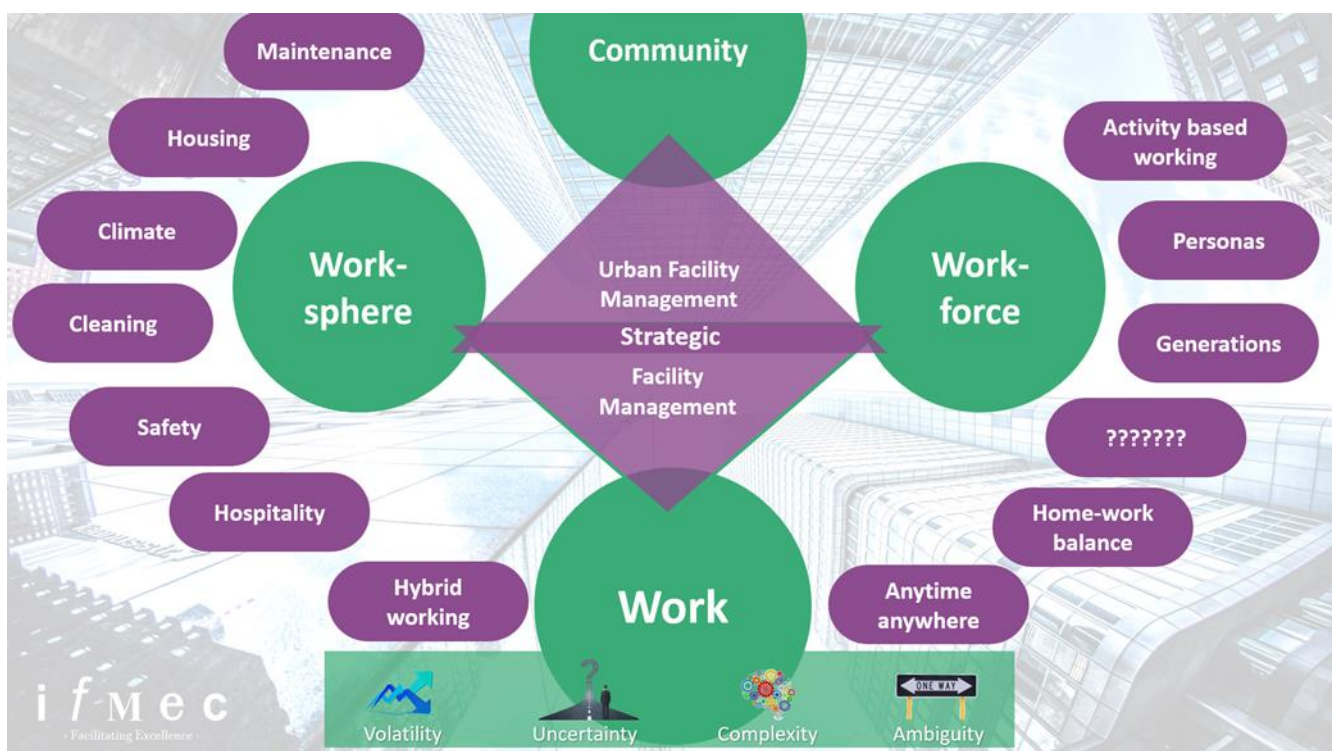 Maintenance
Community
Housing
Activity based
working
Climate
Work-
sphere
Urban Facility
Management
Work-
force
Personas
Cleaning
Strategic
Generations
Facility
Management
Safety
???????
Hospitality
Home-work
balance
Hybrid
working
Work
Anytime
anywhere
?
ONE WAY
ifMec
- Facilitating Excellence -
Volatility
Uncertainty
Complexity
Ambiguity